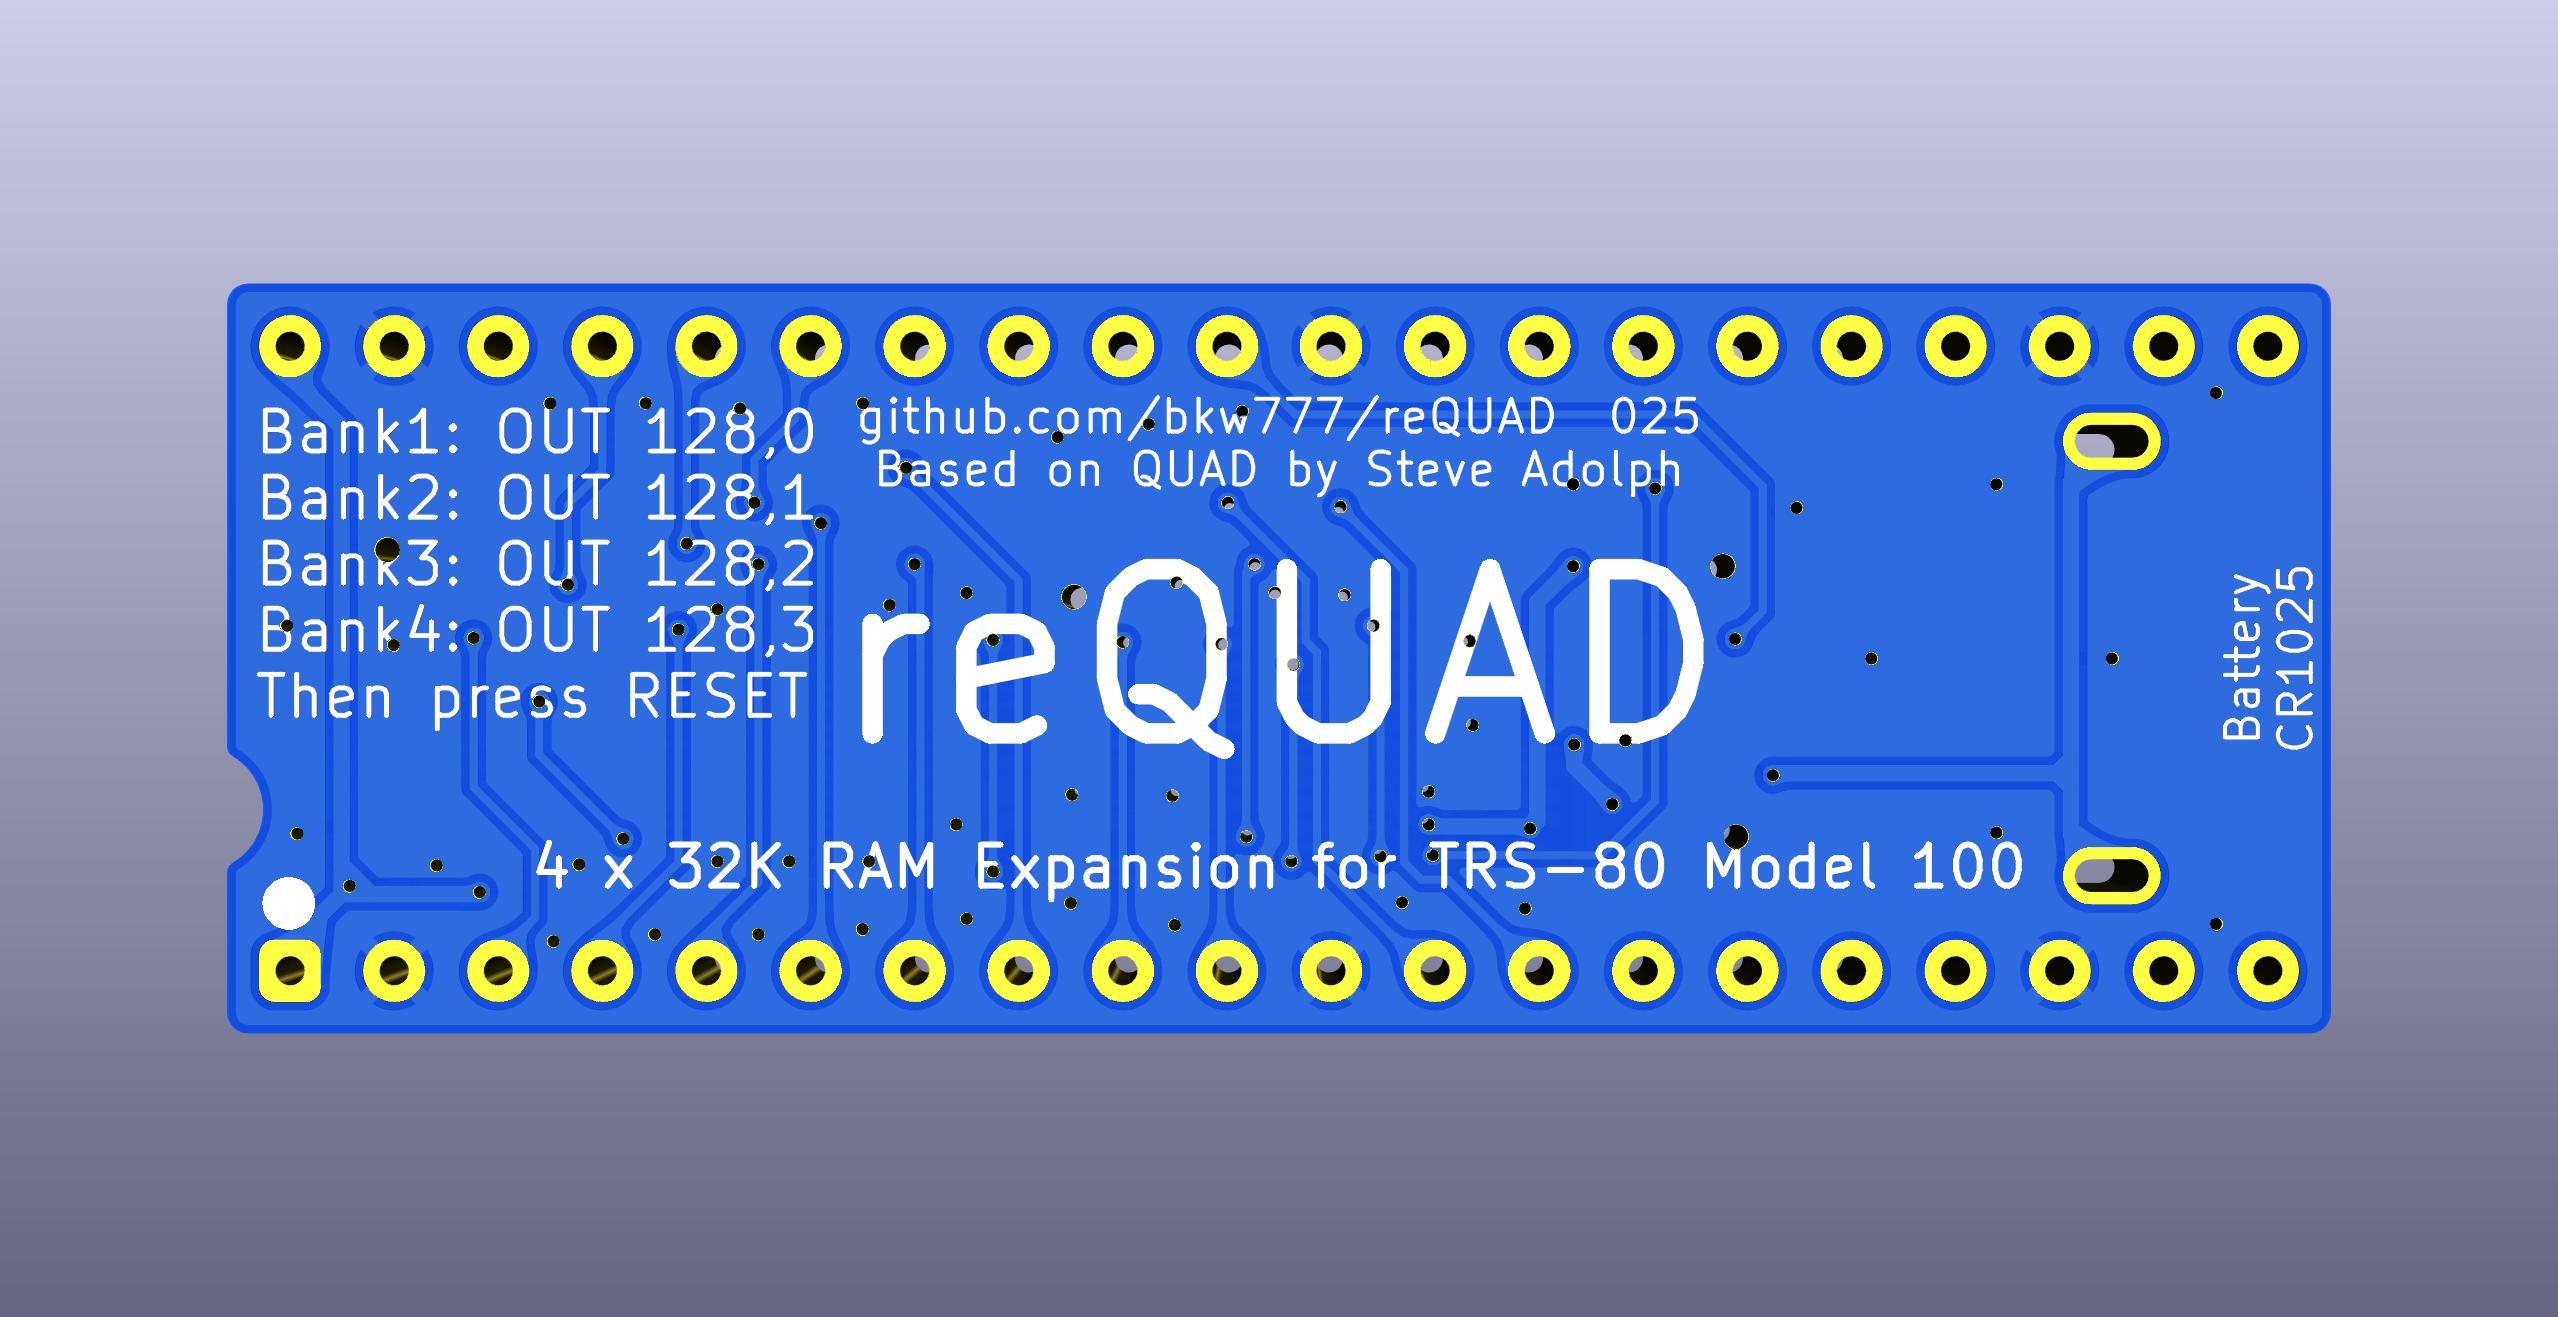 Bank1: OUT 128,0
Bank2: OUT 128,1
Bank3: OUT 128,2
Bank4: OUT 128,3
Then press RESET
github.com/bkw777/reQUAD 025
Based on QUAD by Steve Adolph
reQUAD
4 x 32K RAM Expansion for TRS-80 Model 100
Battery
CR1025